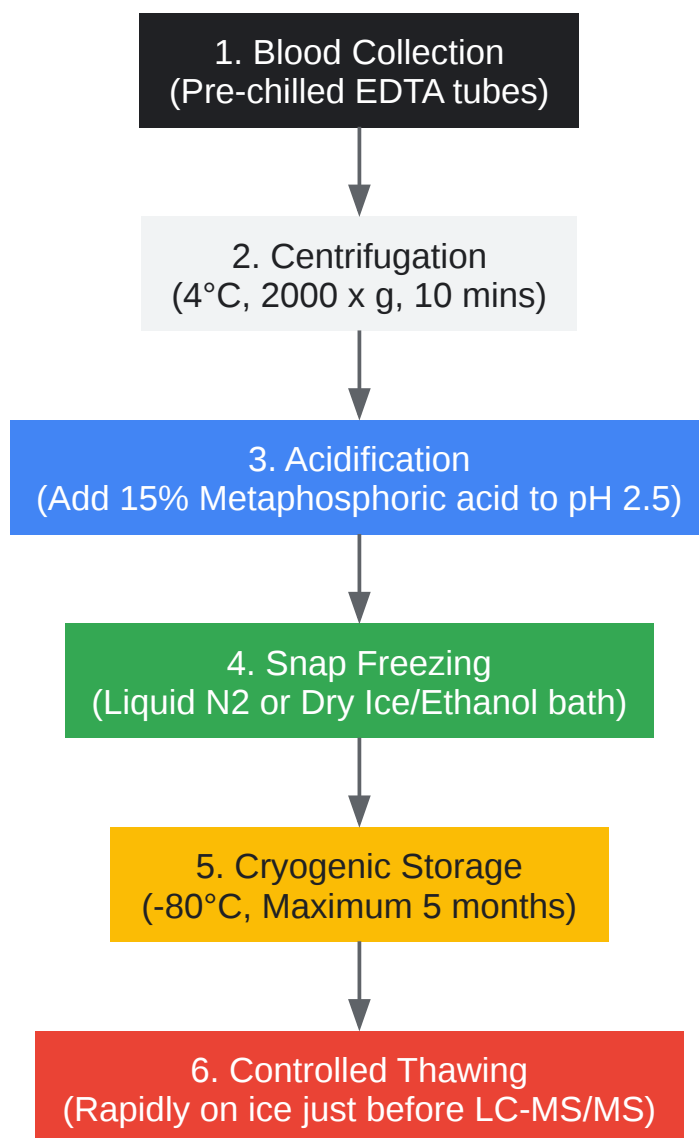 1. Blood Collection
(Pre-chilled EDTA tubes)
2. Centrifugation
(4°C, 2000 x g, 10 mins)
3. Acidification
(Add 15% Metaphosphoric acid to pH 2.5)
4. Snap Freezing
(Liquid N2 or Dry Ice/Ethanol bath)
5. Cryogenic Storage
(-80°C, Maximum 5 months)
6. Controlled Thawing
(Rapidly on ice just before LC-MS/MS)